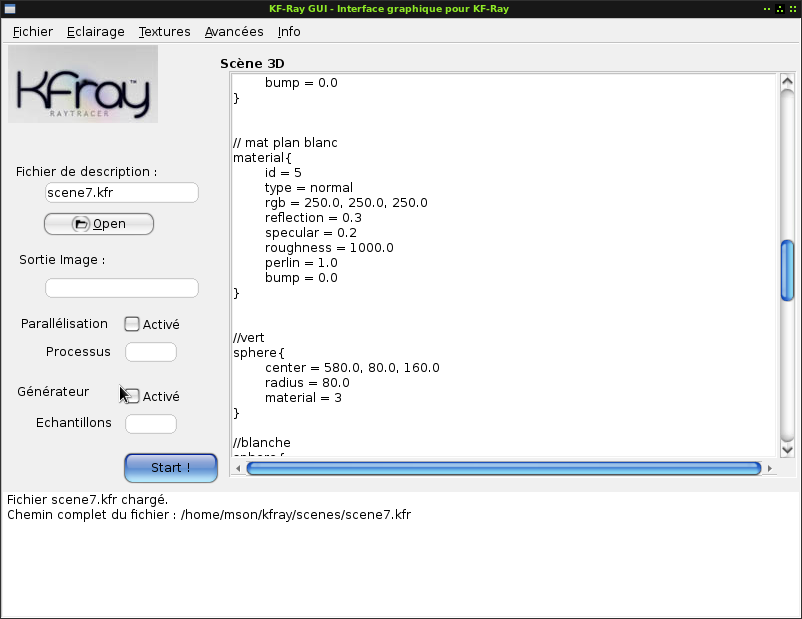 KF-Ray GUI - Interface graphique pour KF-Ray
Fichier Eclairage Textures Avancées Info
KFray™
RAYTRACER
Fichier de description :
scene7.kfr
Open
Sortie Image :
Parallélisation Activé
Processus
Générateur Activé
Echantillons
Start !
Scène 3D
bump = 0.0
}
// mat plan blanc
material{
id = 5
type = normal
rgb = 250.0, 250.0, 250.0
reflection = 0.3
specular = 0.2
roughness = 1000.0
perlin = 1.0
bump = 0.0
}
//vert
sphere{
center = 580.0, 80.0, 160.0
radius = 80.0
material = 3
}
//blanche
sphere{
Fichier scene7.kfr chargé.
Chemin complet du fichier : /home/mson/kfray/scenes/scene7.kfr